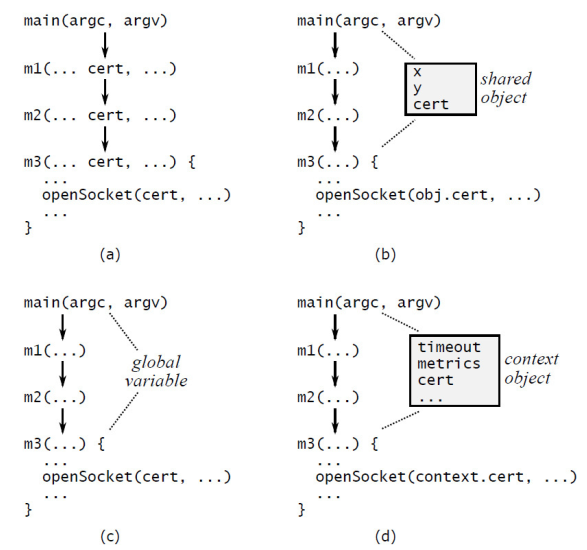 main(argc, argv)
m1(... cert, ...)
m2(... cert, ...)
m3(... cert, ...) {
...
openSocket(cert, ...)
...
}
(a)
main(argc, argv)
m1(...)
x
y
cert
shared
object
m2(...)
m3(...) {
...
openSocket(obj.cert, ...)
...
}
(b)
main(argc, argv)
m1(...)
global
variable
m2(...)
m3(...) {
...
openSocket(cert, ...)
...
}
(c)
main(argc, argv)
m1(...)
timeout
metrics
cert
...
context
object
m2(...)
m3(...) {
...
openSocket(context.cert, ...)
...
}
(d)